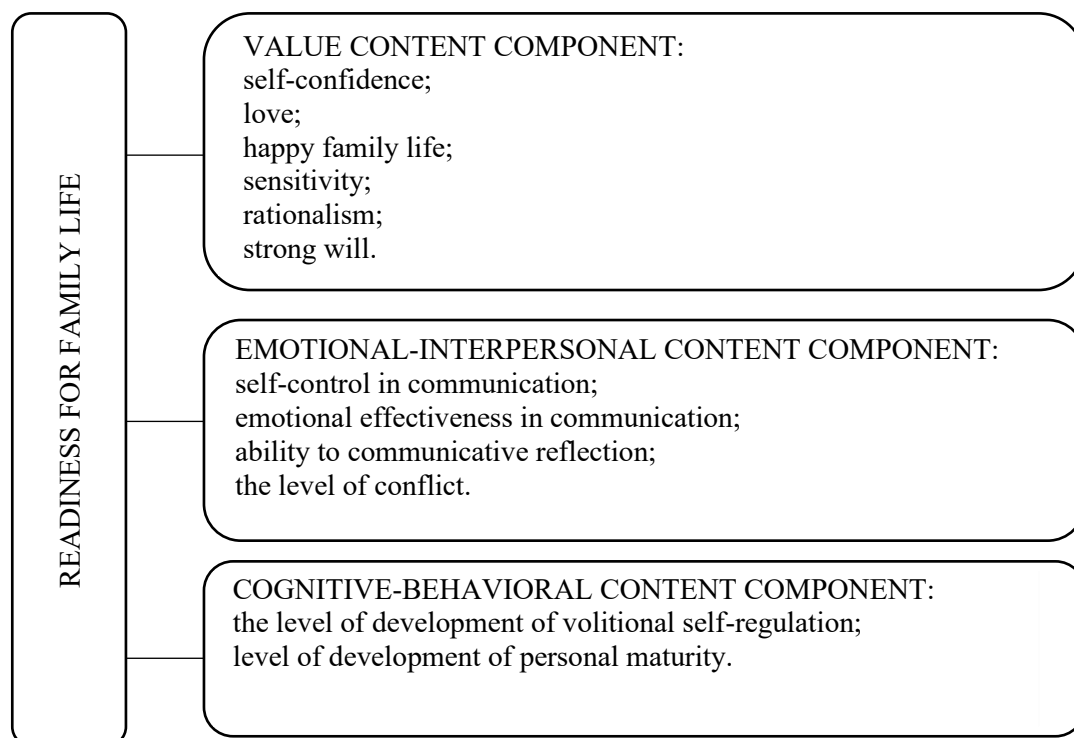 READINESS FOR FAMILY LIFE
VALUE CONTENT COMPONENT:
self-confidence;
love;
happy family life;
sensitivity;
rationalism;
strong will.
EMOTIONAL-INTERPERSONAL CONTENT COMPONENT:
self-control in communication;
emotional effectiveness in communication;
ability to communicative reflection;
the level of conflict.
COGNITIVE-BEHAVIORAL CONTENT COMPONENT:
the level of development of volitional self-regulation;
level of development of personal maturity.